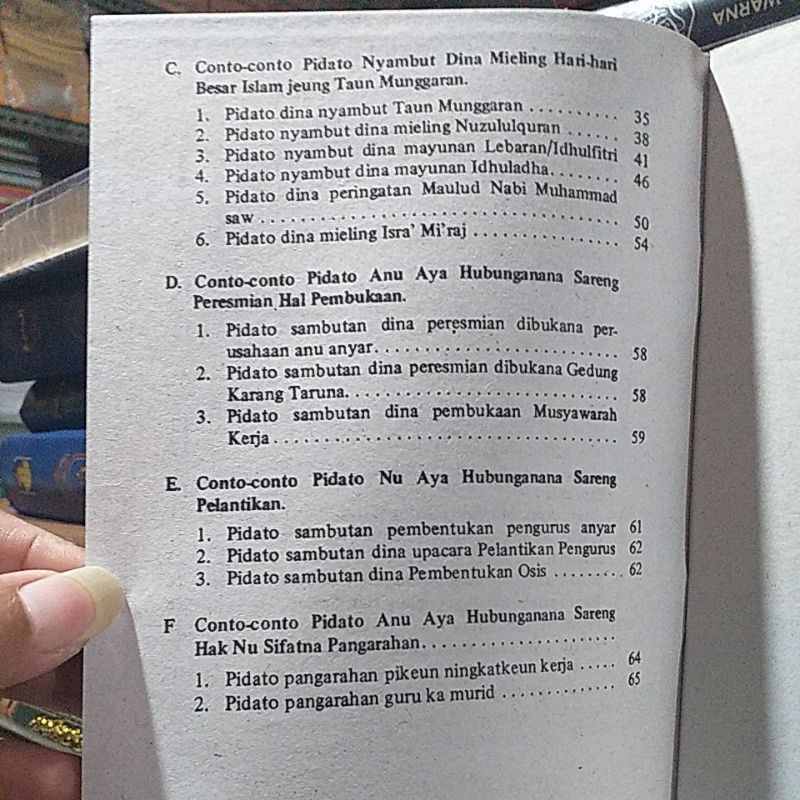 WARNA
C. Conto-conto Pidato Nyambut Dina Mieling Hari-hari
Besar Islam jeung Taun Munggaran.
1. Pidato dina nyambut Taun Munggaran .......... 35
2. Pidato nyambut dina mieling Nuzululquran ...... 38
3. Pidato nyambut dina mayunan Lebaran/Idhulfitri 41
4. Pidato nyambut dina mayunan Idhuladha........ 46
5. Pidato dina peringatan Maulud Nabi Muhammad
saw ..................................... 50
6. Pidato dina mieling Isra' Mi'raj ................ 54
D. Conto-conto Pidato Anu Aya Hubunganana Sareng
Peresmian Hal Pembukaan.
1. Pidato sambutan dina peresmian dibukana per-
usahaan anu anyar.......................... 58
2. Pidato sambutan dina peresmian dibukana Gedung
Karang Taruna............................. 58
3. Pidato sambutan dina pembukaan Musyawarah
Kerja .................................... 59
E. Conto-conto Pidato Nu Aya Hubunganana Sareng
Pelantikan.
1. Pidato sambutan pembentukan pengurus anyar 61
2. Pidato sambutan dina upacara Pelantikan Pengurus 62
3. Pidato sambutan dina Pembentukan Osis ......... 62
F Conto-conto Pidato Anu Aya Hubunganana Sareng
Hak Nu Sifatna Pangarahan.....................
1. Pidato pangarahan pikeun ningkatkeun kerja ..... 64
2. Pidato pangarahan guru ka murid ............. 65